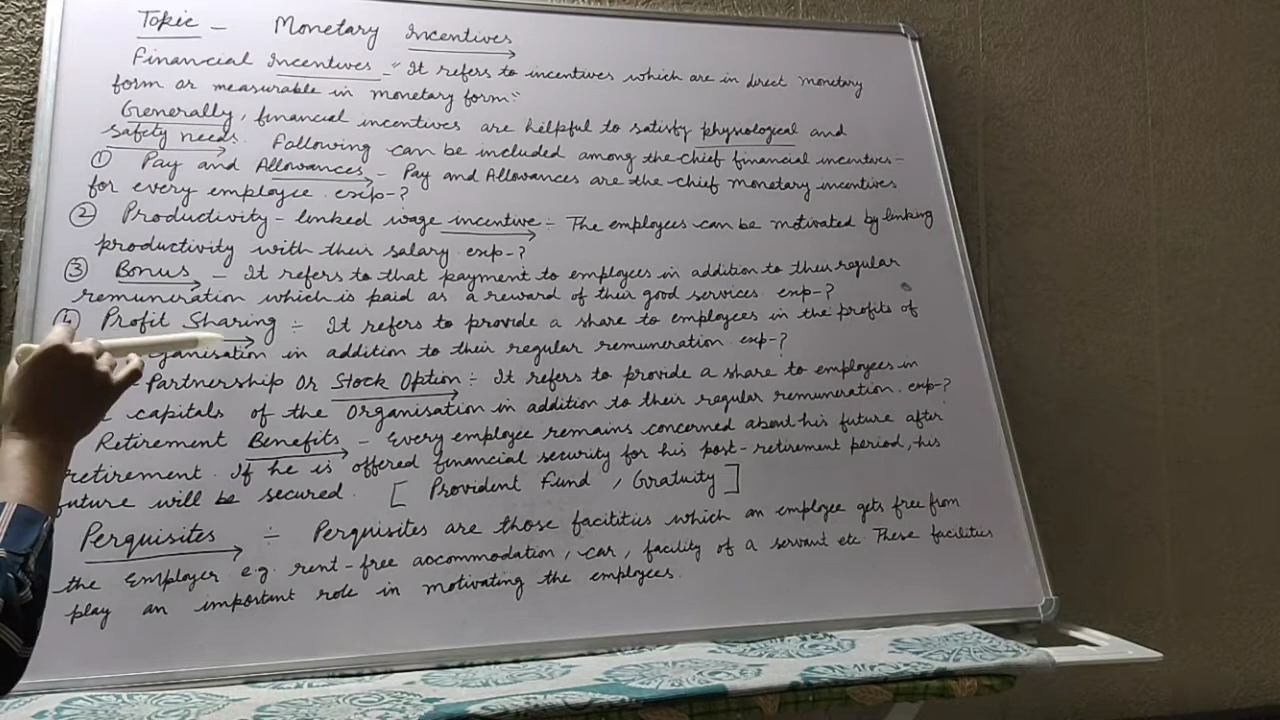 Topic - Monetary Incentives
Financial Incentives - "It refers to incentives which are in direct monetary
form or measurable in monetary form"
Generally, financial incentives are helpful to satisfy physiological and
safety needs. Following can be included among the chief financial incentives -
① Pay and Allowances - Pay and Allowances are the chief monetary incentives
for every employee. exp-?
② Productivity - linked wage incentive ÷ The employees can be motivated by linking
productivity with their salary exp-?
③ Bonus - It refers to that payment to employees in addition to their regular
remuneration which is paid as a reward of their good services. exp-?
④ Profit Sharing ÷ It refers to provide a share to employees in the profits of
ganisation in addition to their regular remuneration. exp-?
Partnership Or Stock Option ÷ It refers to provide a share to employees in
capitals of the Organisation in addition to their regular remuneration. exp-?
Retirement Benefits - Every employee remains concerned about his future after
retirement. If he is offered financial security for his post-retirement period, his
future will be secured. [ Provident Fund, Gratuity ]
Perquisites ÷ Perquisites are those facilities which an employee gets free from
the Employer e.g. rent-free accommodation, car, facility of a servant etc. These facilities
play an important role in motivating the employees.